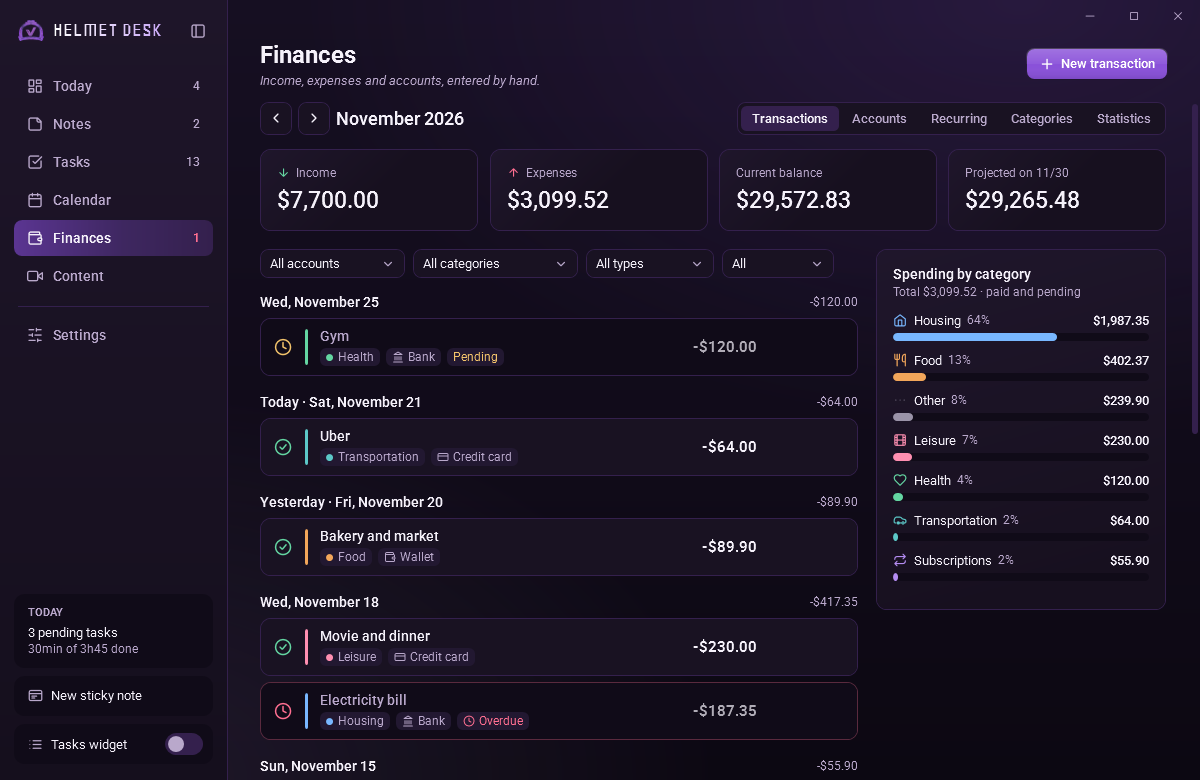 HELMET DESK
Today 4
Notes 2
Tasks 13
Calendar
Finances 1
Content
Settings
TODAY
3 pending tasks
30min of 3h45 done
New sticky note
Tasks widget
Finances
Income, expenses and accounts, entered by hand.
New transaction
November 2026
Transactions Accounts Recurring Categories Statistics
Income
$7,700.00
Expenses
$3,099.52
Current balance
$29,572.83
Projected on 11/30
$29,265.48
All accounts All categories All types All
Wed, November 25 -$120.00
Gym
Health Bank Pending
-$120.00
Today · Sat, November 21 -$64.00
Uber
Transportation Credit card
-$64.00
Yesterday · Fri, November 20 -$89.90
Bakery and market
Food Wallet
-$89.90
Wed, November 18 -$417.35
Movie and dinner
Leisure Credit card
-$230.00
Electricity bill
Housing Bank Overdue
-$187.35
Sun, November 15 -$55.90
Spending by category
Total $3,099.52 · paid and pending
Housing 64% $1,987.35
Food 13% $402.37
Other 8% $239.90
Leisure 7% $230.00
Health 4% $120.00
Transportation 2% $64.00
Subscriptions 2% $55.90